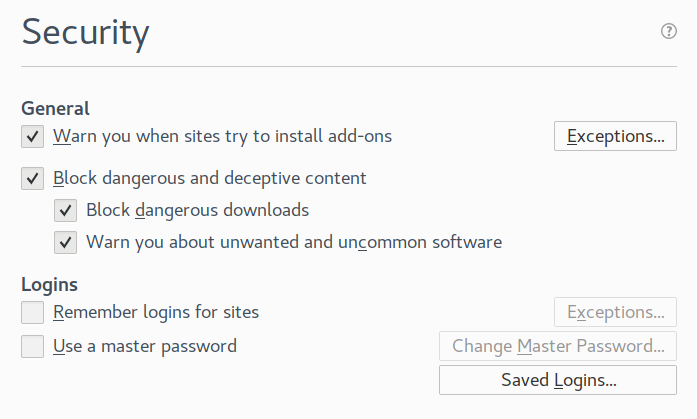 Security
?
General
Warn you when sites try to install add-ons Exceptions...
Block dangerous and deceptive content
Block dangerous downloads
Warn you about unwanted and uncommon software
Logins
Remember logins for sites Exceptions...
Use a master password Change Master Password...
Saved Logins...